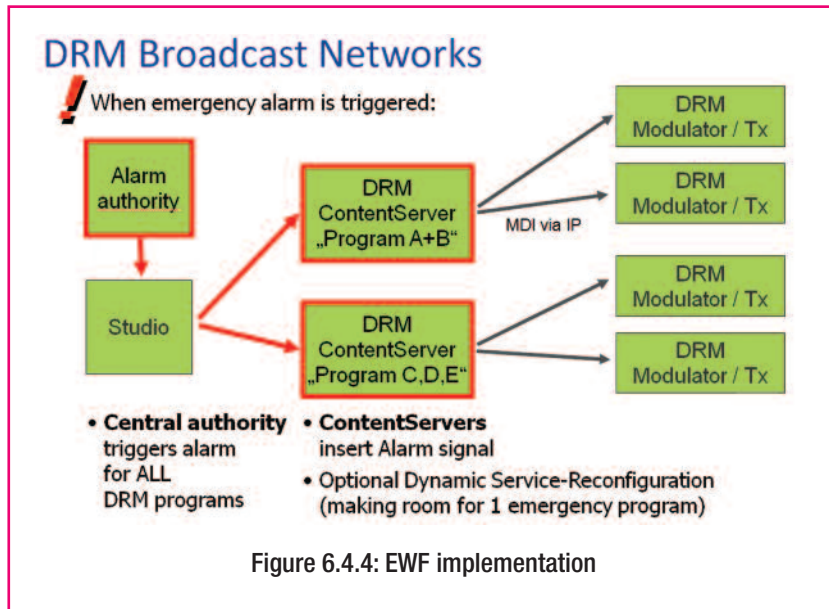 DRM Broadcast Networks
! When emergency alarm is triggered:
Alarm
authority
Studio
DRM
ContentServer
„Program A+B“
DRM
ContentServer
„Program C,D,E“
MDI via IP
DRM
Modulator / Tx
DRM
Modulator / Tx
DRM
Modulator / Tx
DRM
Modulator / Tx
• Central authority
triggers alarm
for ALL
DRM programs
• ContentServers
insert Alarm signal
• Optional Dynamic Service-Reconfiguration
(making room for 1 emergency program)
Figure 6.4.4: EWF implementation